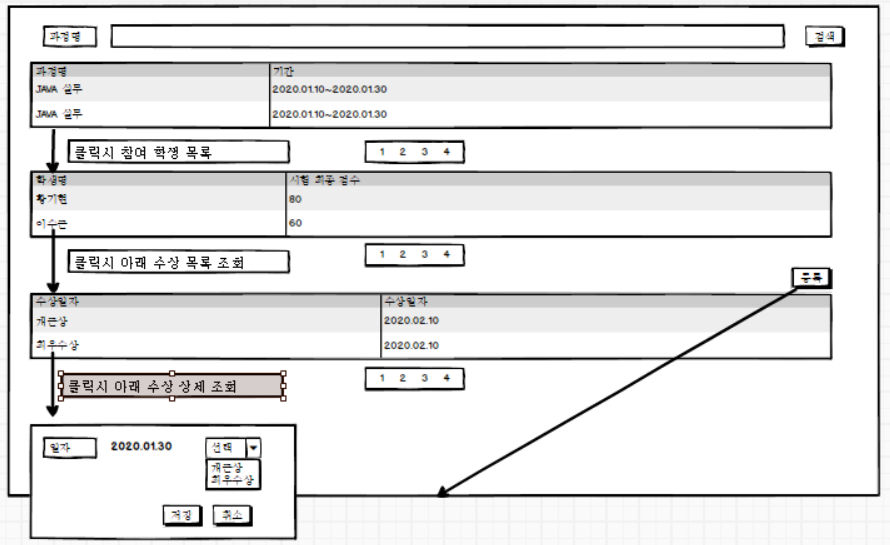 과정명 검색
과정명 기간
JAVA 실무 2020.01.10~2020.01.30
JAVA 실무 2020.01.10~2020.01.30
클릭시 참여 학생 목록 1 2 3 4
학생명 시험 최종 점수
황기현 80
이수근 60
클릭시 아래 수상 목록 조회 1 2 3 4
등록
수상일자 수상일자
개근상 2020.02.10
최우수상 2020.02.10
클릭시 아래 수상 상세 조회 1 2 3 4
일자 2020.01.30 선택
개근상
최우수상
저장 취소